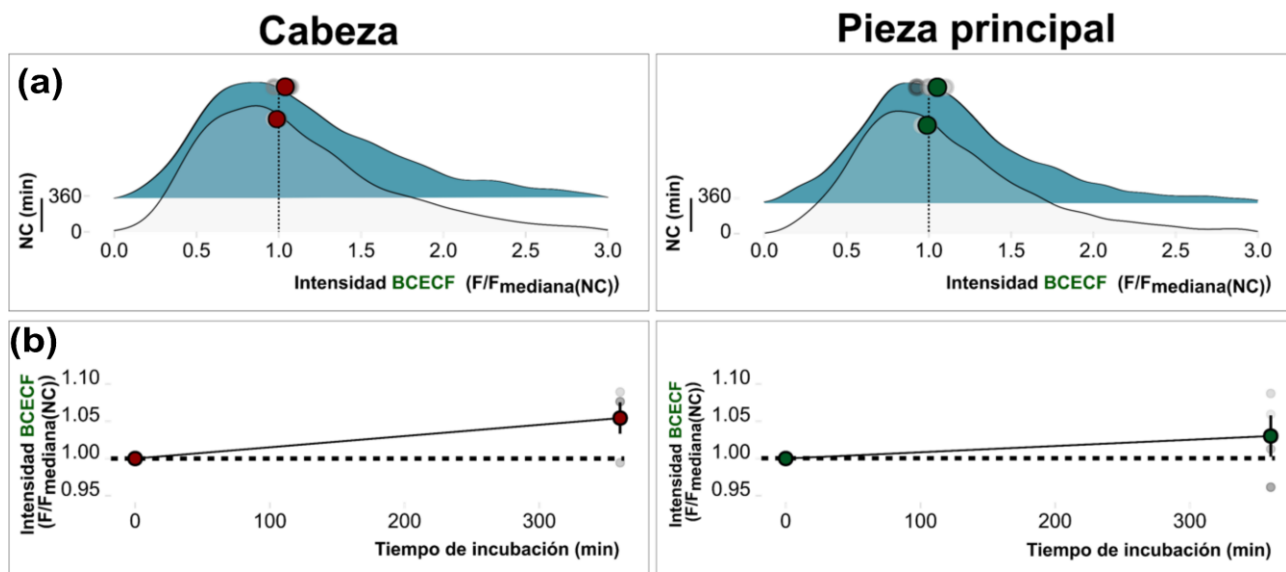 Cabeza
Pieza principal
(a)
NC (min)
360
0
0.0 0.5 1.0 1.5 2.0 2.5 3.0
Intensidad BCECF (F/Fmediana(NC))
NC (min)
360
0
0.0 0.5 1.0 1.5 2.0 2.5 3.0
Intensidad BCECF (F/Fmediana(NC))
(b)
Intensidad BCECF
(F/Fmediana(NC))
1.10
1.05
1.00
0.95
0 100 200 300
Tiempo de incubación (min)
Intensidad BCECF
(F/Fmediana(NC))
1.10
1.05
1.00
0.95
0 100 200 300
Tiempo de incubación (min)